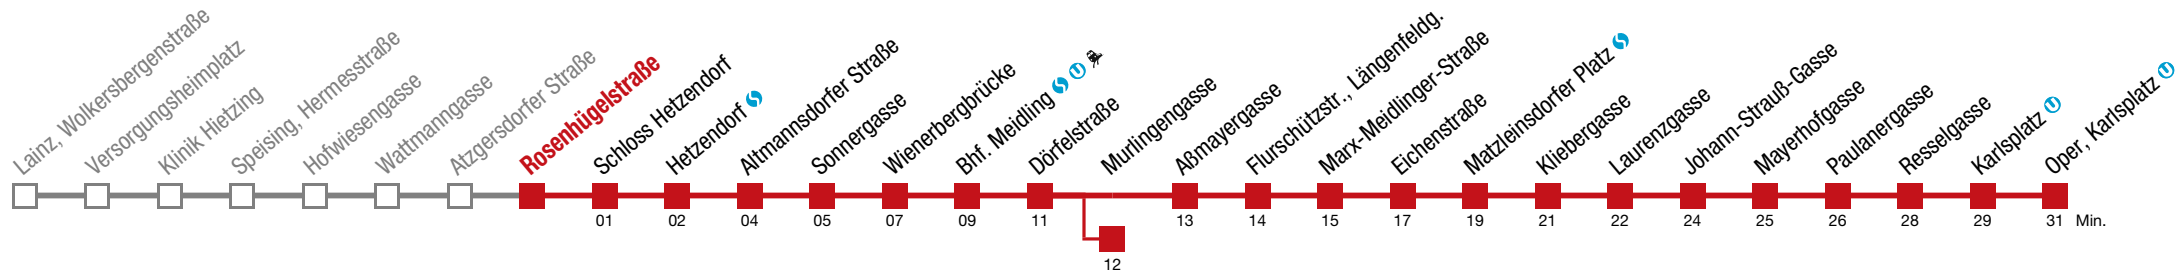 Lainz, Wolkersbergenstraße
Versorgungsheimplatz
Klinik Hietzing
Speising, Hermesstraße
Hofwiesengasse
Wattmanngasse
Atzgersdorfer Straße
Rosenhügelstraße
Schloss Hetzendorf
Hetzendorf
Altmannsdorfer Straße
Sonnergasse
Wienerbergbrücke
Bhf. Meidling
Dörfelstraße
Murlingengasse
Aßmayergasse
Flurschützstr., Längenfeldg.
Marx-Meidlinger-Straße
Eichenstraße
Matzleinsdorfer Platz
Kliebergasse
Laurenzgasse
Johann-Strauß-Gasse
Mayerhofgasse
Paulanergasse
Resselgasse
Karlsplatz U
Oper, Karlsplatz U
01 02 04 05 07 09 11 13 14 15 17 19 21 22 24 25 26 28 29 31 Min.
12